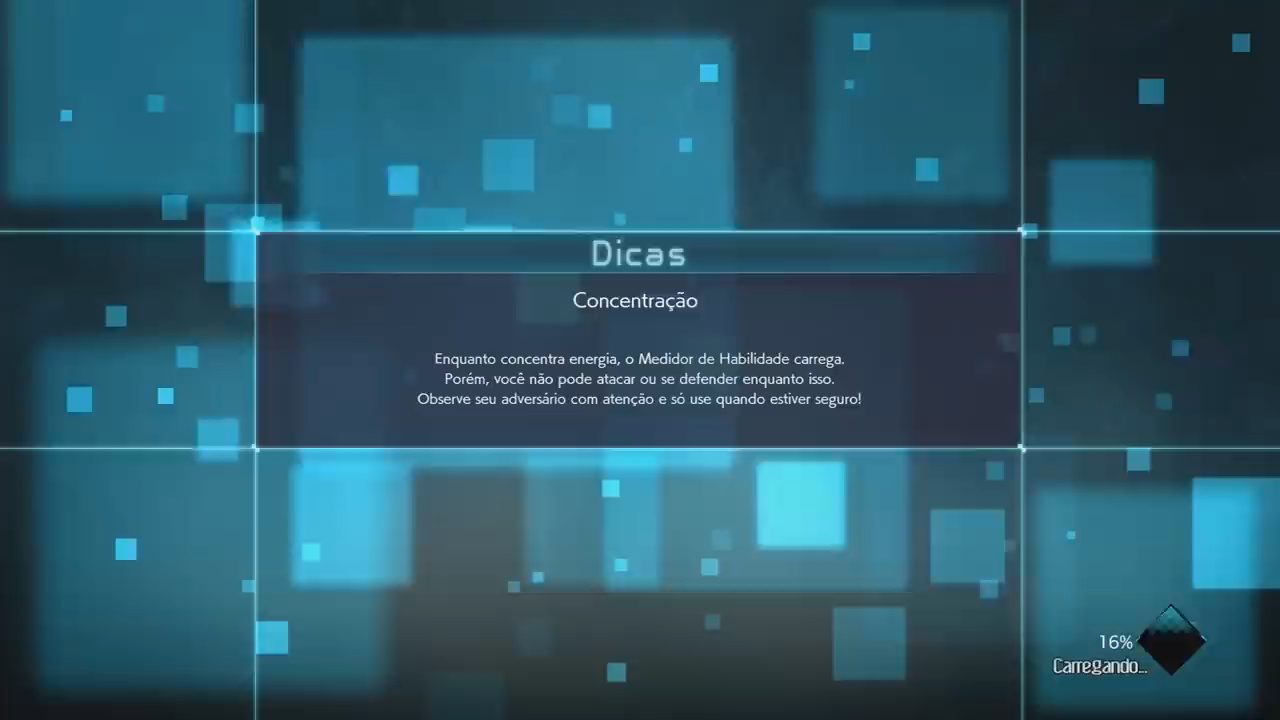 Dicas
Concentração
Enquanto concentra energia, o Medidor de Habilidade carrega.
Porém, você não pode atacar ou se defender enquanto isso.
Observe seu adversário com atenção e só use quando estiver seguro!
16%
Carregando...